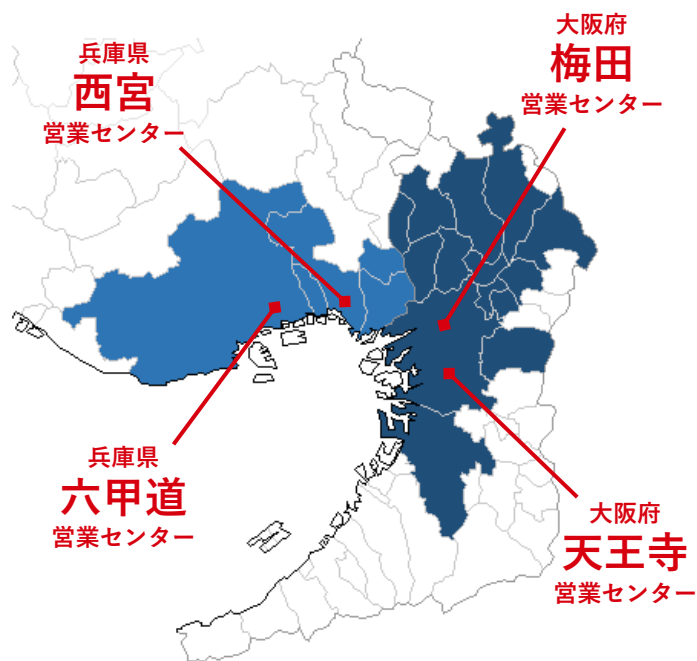 兵庫県
西宮
営業センター
大阪府
梅田
営業センター
兵庫県
六甲道
営業センター
大阪府
天王寺
営業センター